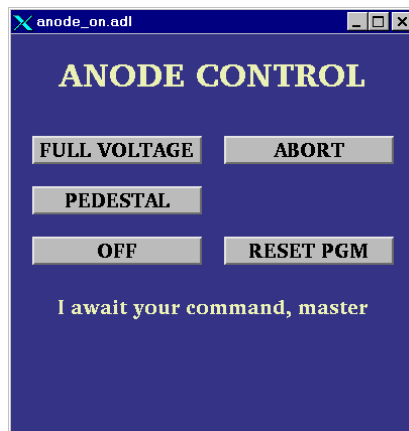 anode_on.adl
ANODE CONTROL
FULL VOLTAGE ABORT
PEDESTAL
OFF RESET PGM
I await your command, master